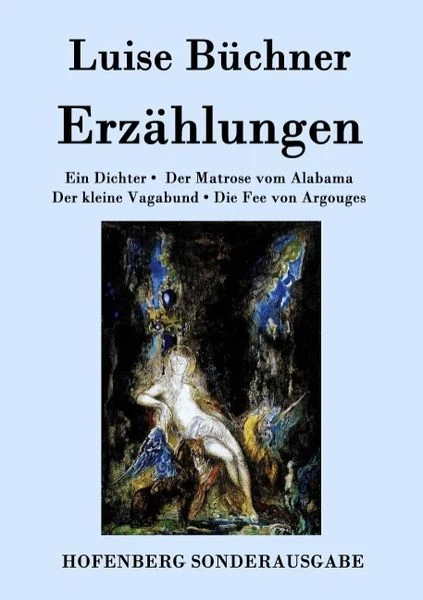 Luise Büchner
Erzählungen
Ein Dichter • Der Matrose vom Alabama
Der kleine Vagabund • Die Fee von Argouges
HOFENBERG SONDERAUSGABE